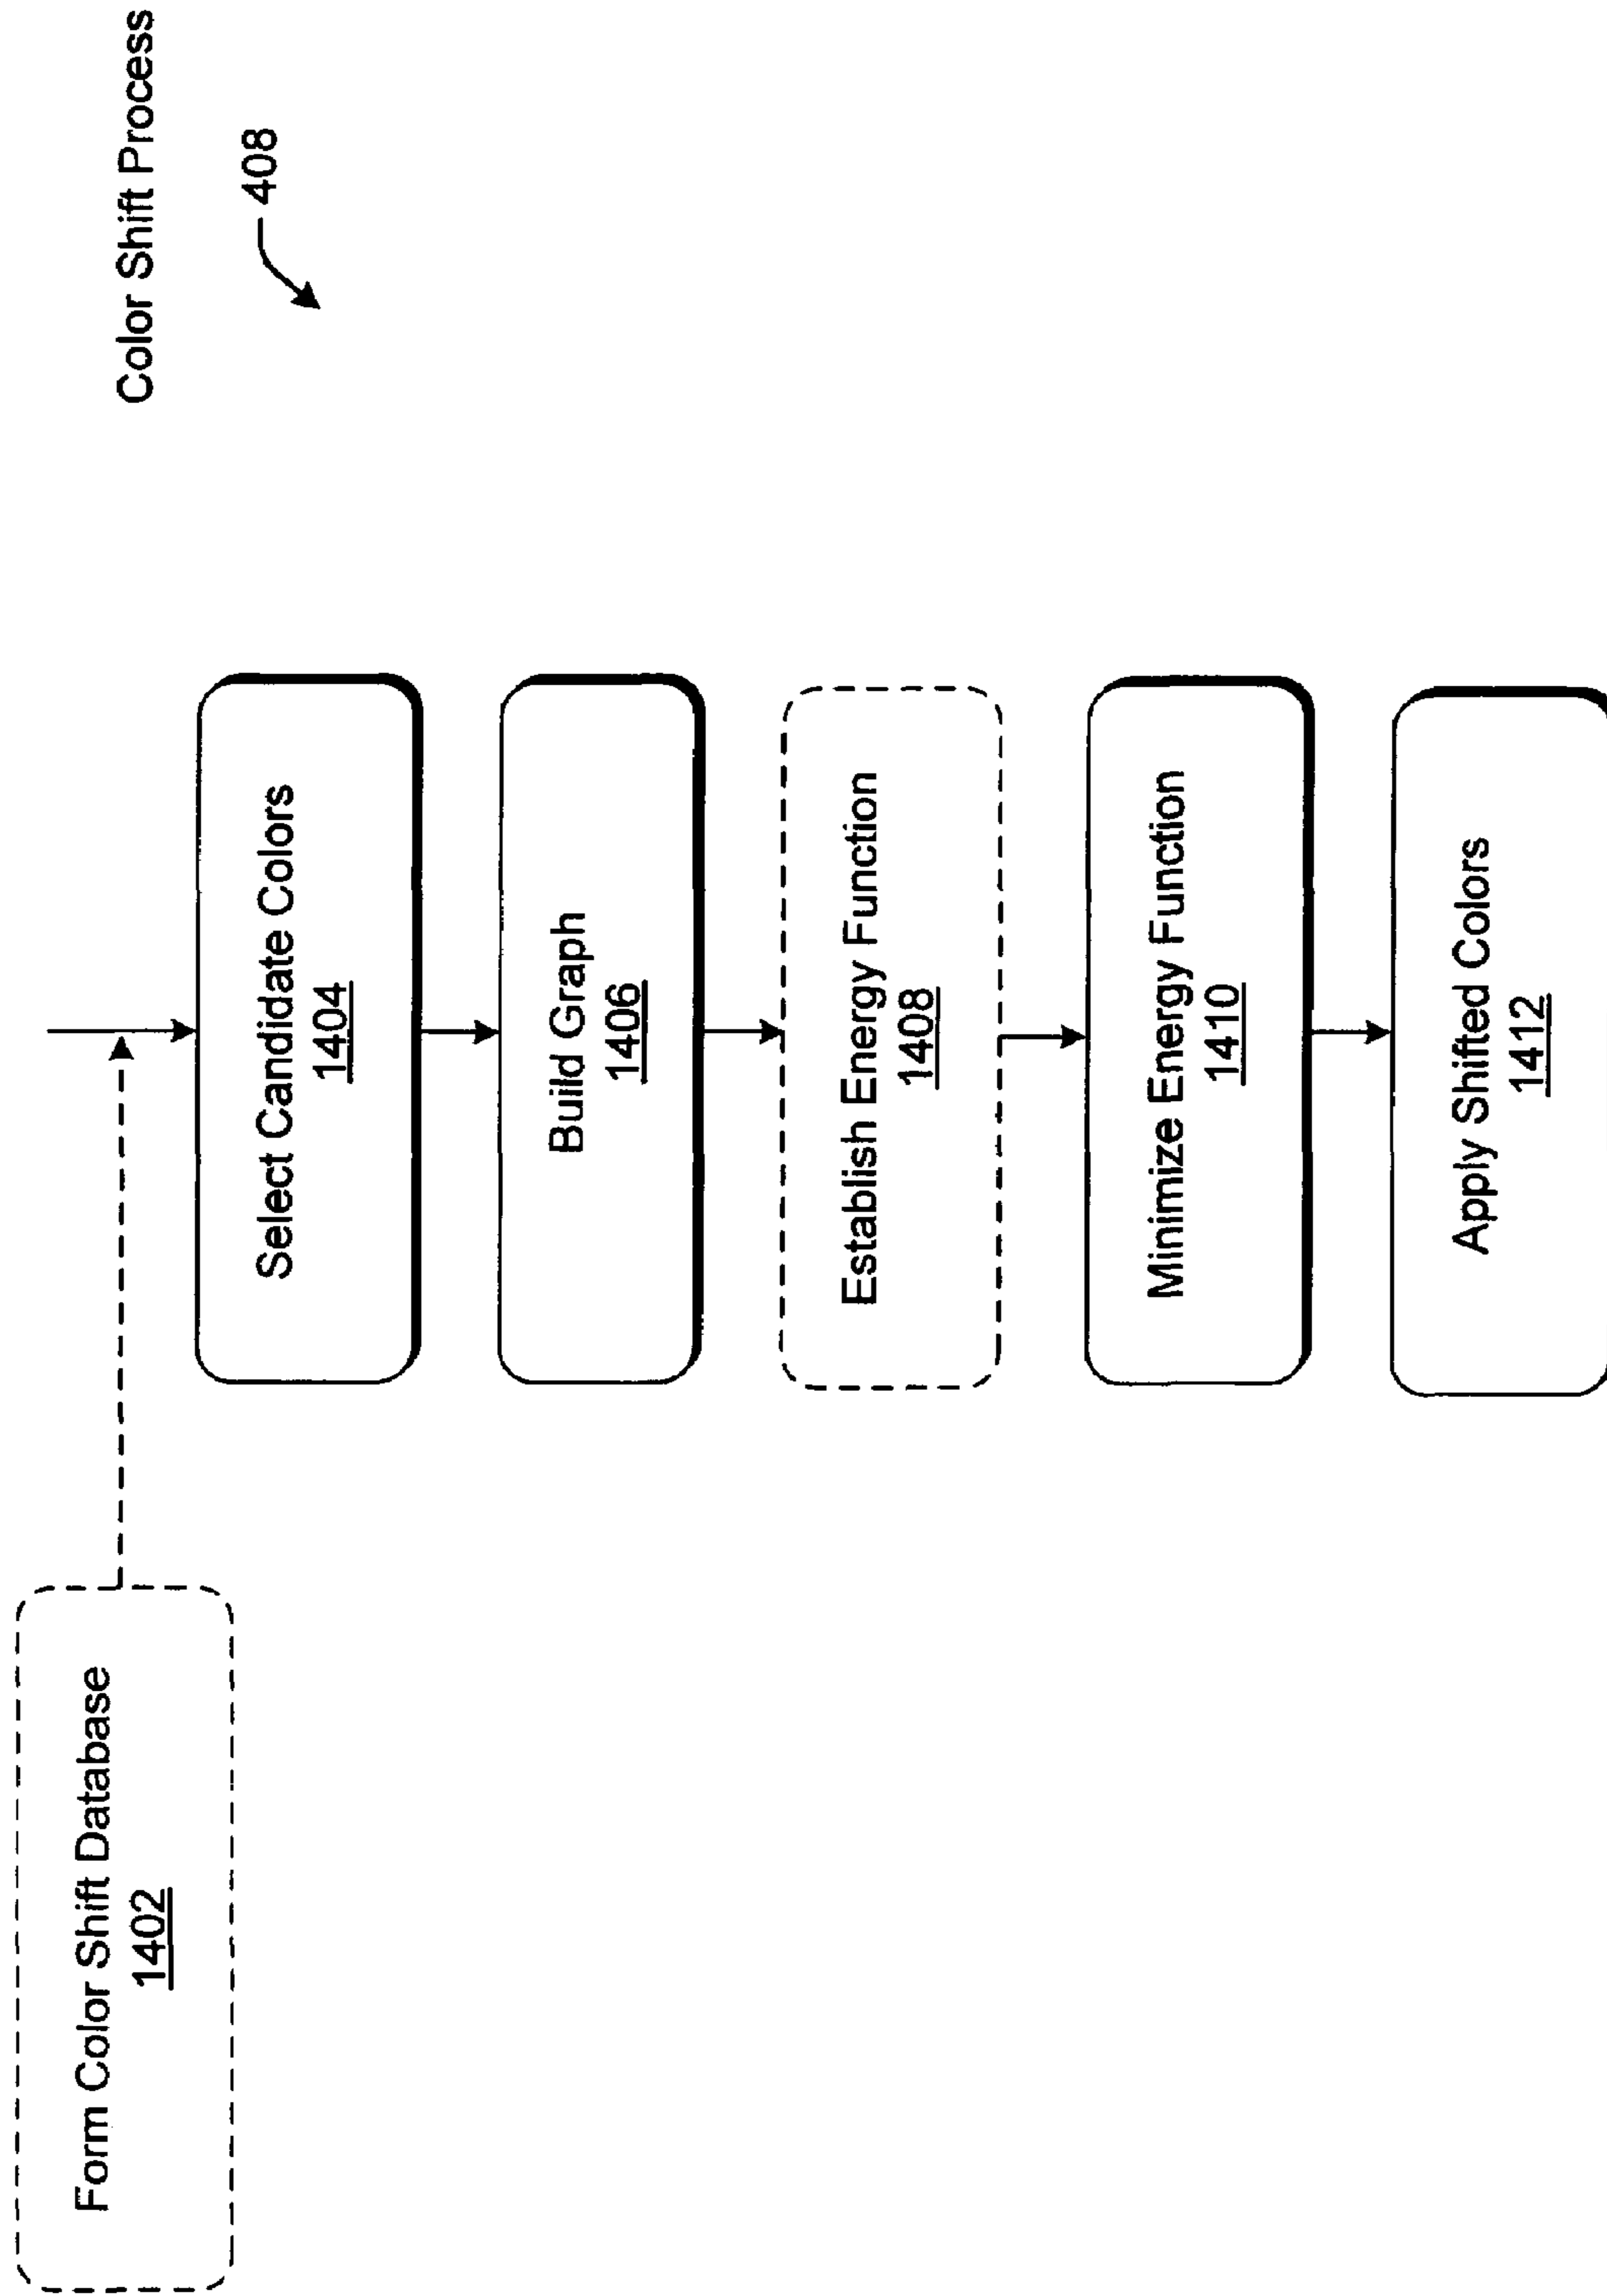 Color Shift Process
408
Form Color Shift Database
1402
Select Candidate Colors
1404
Build Graph
1406
Establish Energy Function
1408
Minimize Energy Function
1410
Apply Shifted Colors
1412